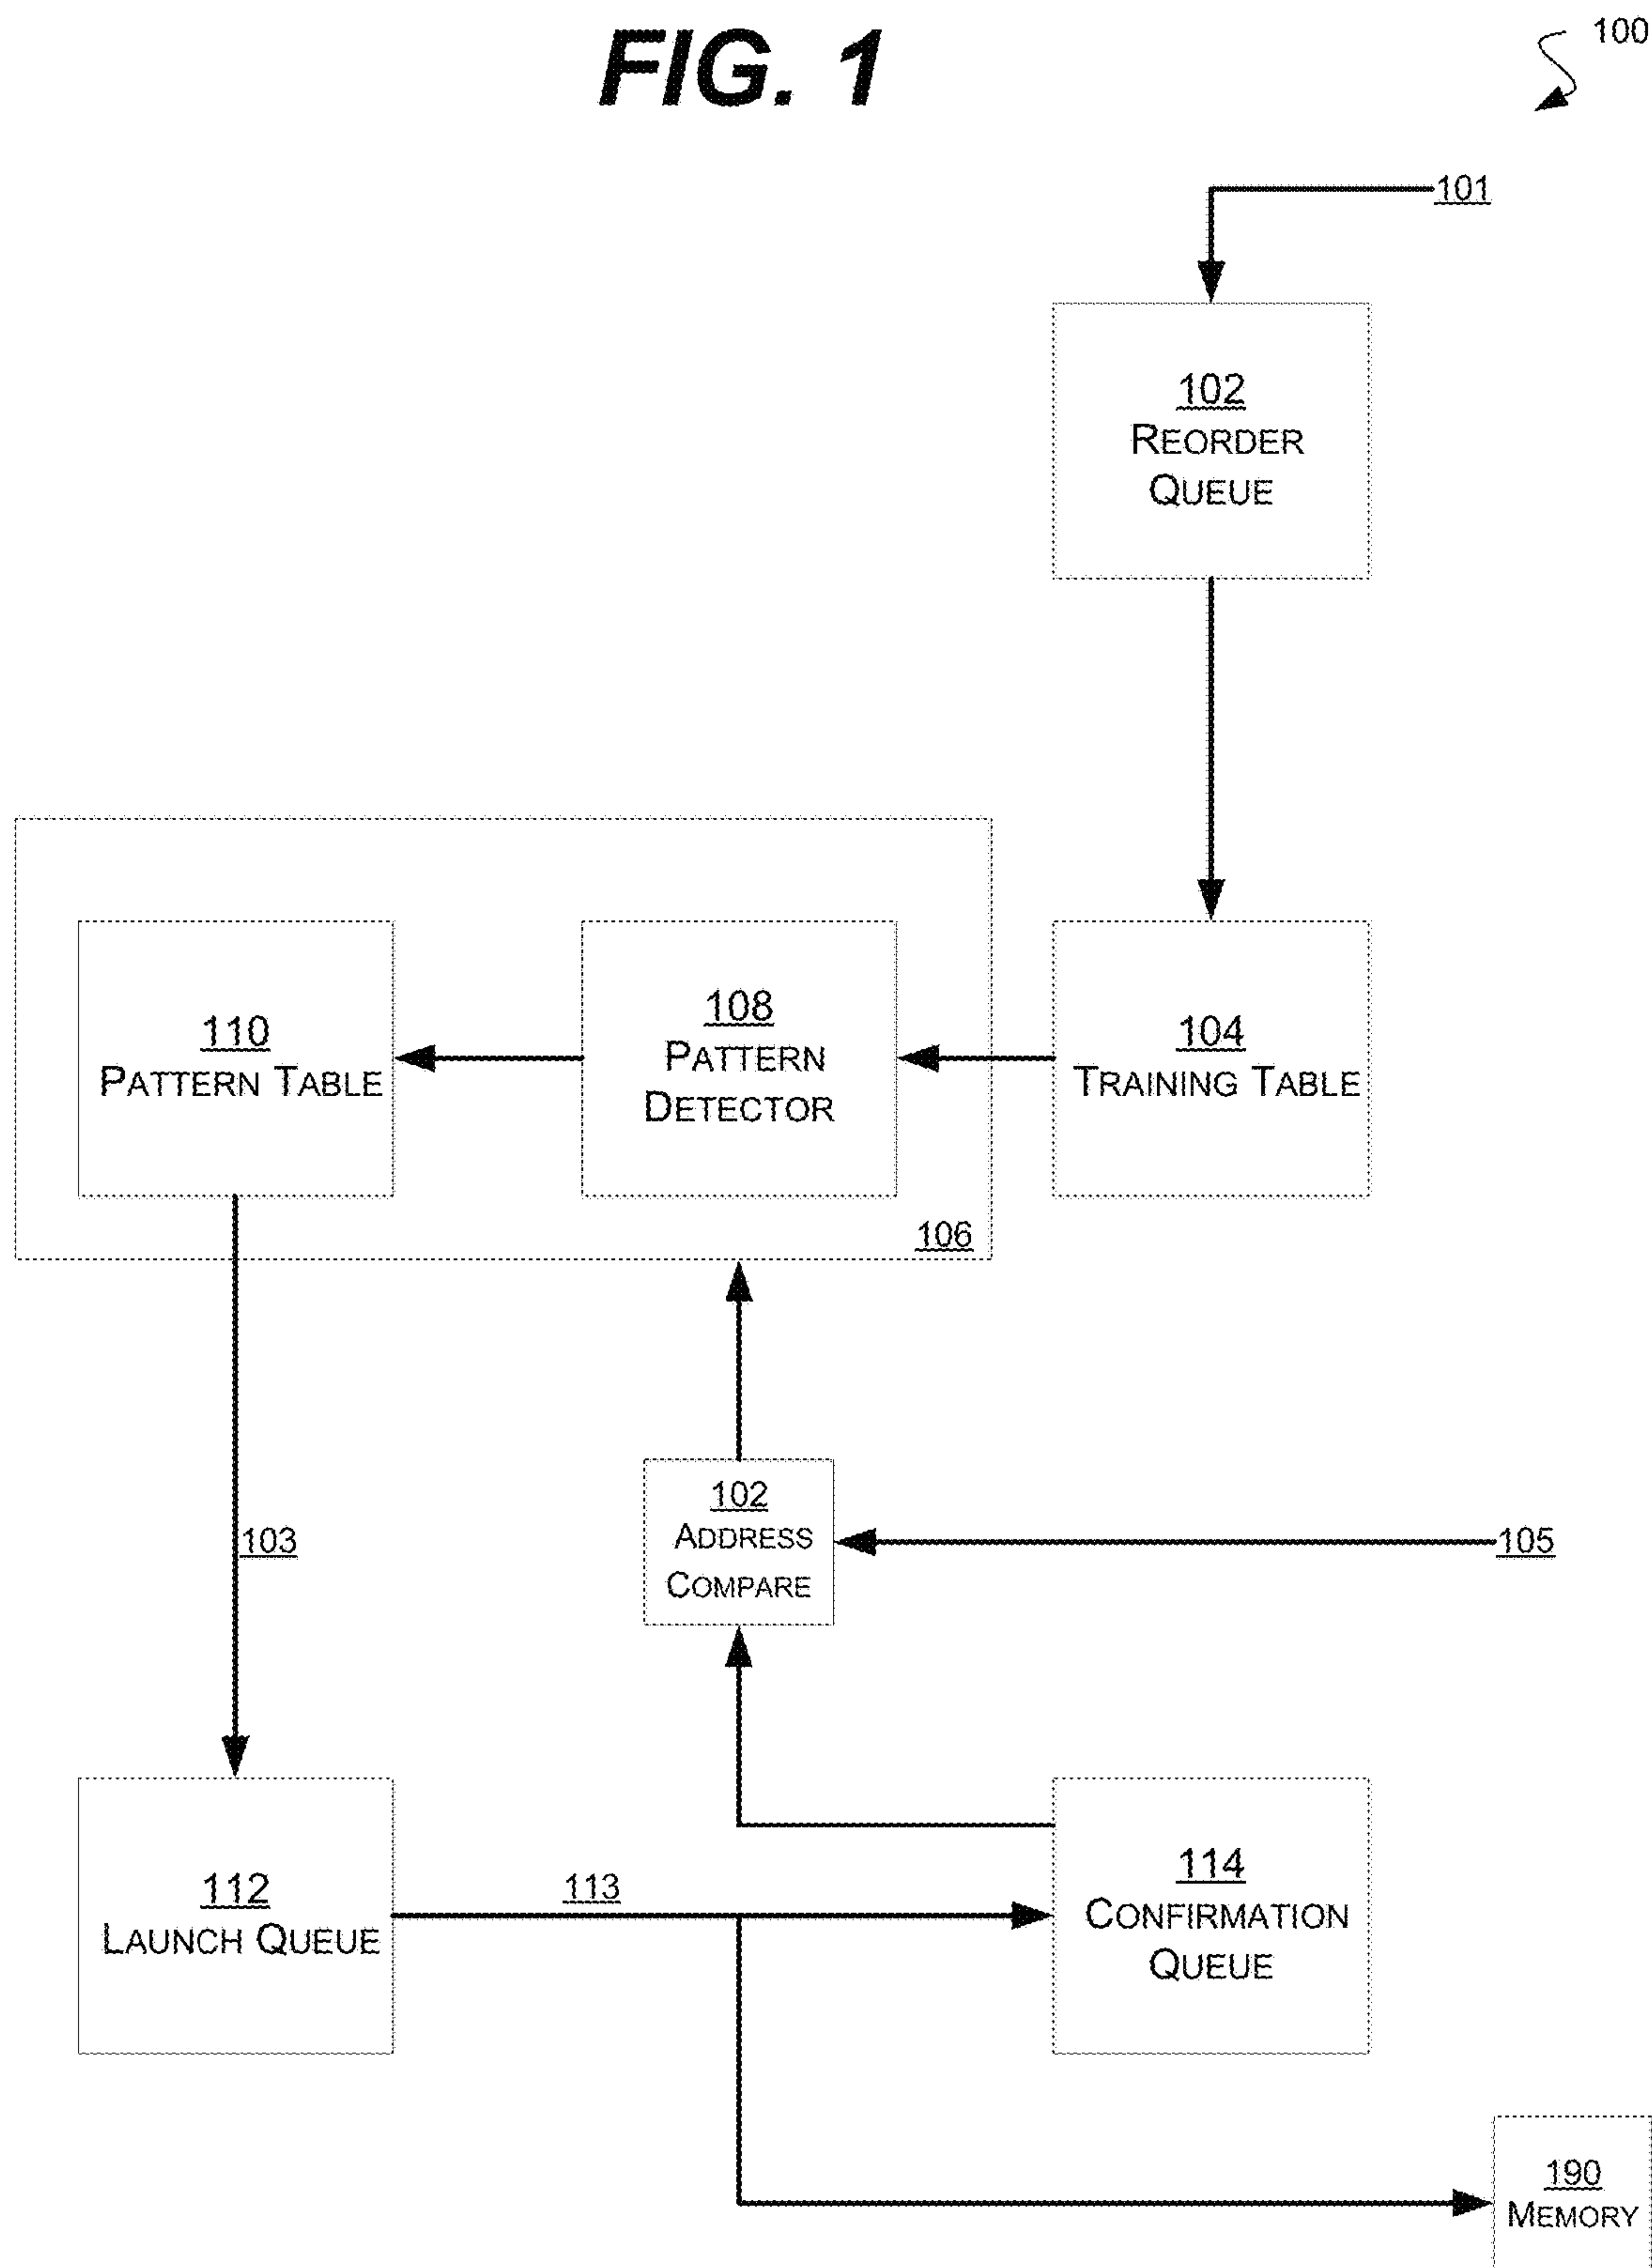 FIG. 1
100
101
102
REORDER
QUEUE
110
PATTERN TABLE
108
PATTERN
DETECTOR
104
TRAINING TABLE
106
102
ADDRESS
COMPARE
103
105
112
LAUNCH QUEUE
113
114
CONFIRMATION
QUEUE
190
MEMORY